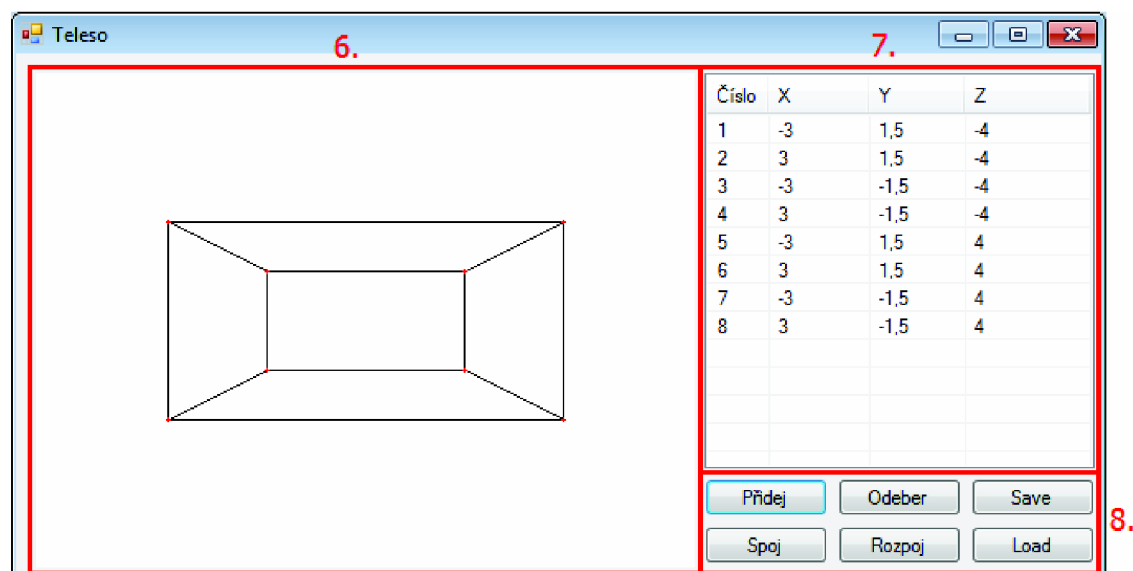 Teleso
6.
7.
Číslo X Y Z
1 -3 1,5 -4
2 3 1,5 -4
3 -3 -1,5 -4
4 3 -1,5 -4
5 -3 1,5 4
6 3 1,5 4
7 -3 -1,5 4
8 3 -1,5 4
Přidej Odeber Save
8.
Spoj Rozpoj Load